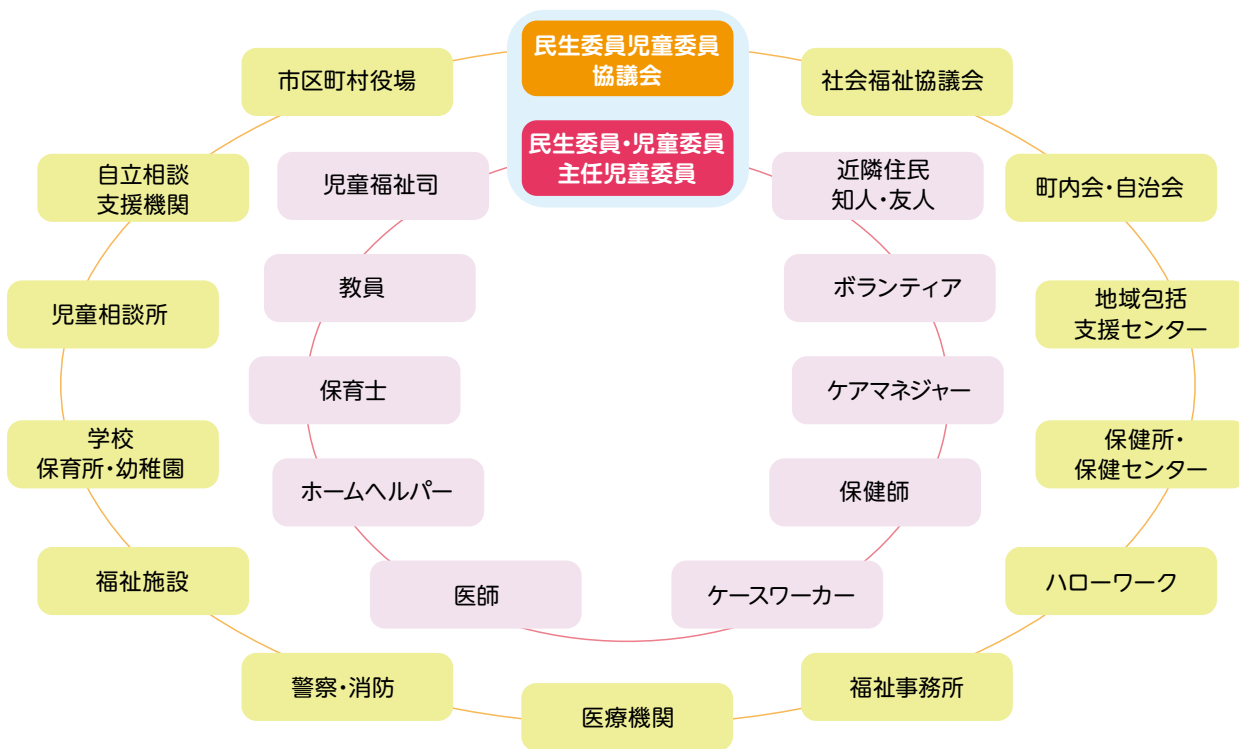 民生委員児童委員
協議会
民生委員・児童委員
主任児童委員
市区町村役場
社会福祉協議会
自立相談
支援機関
児童福祉司
近隣住民
知人・友人
町内会・自治会
児童相談所
教員
ボランティア
地域包括
支援センター
学校
保育所・幼稚園
保育士
ケアマネジャー
保健所・
保健センター
ホームヘルパー
保健師
福祉施設
医師
ケースワーカー
ハローワーク
警察・消防
医療機関
福祉事務所